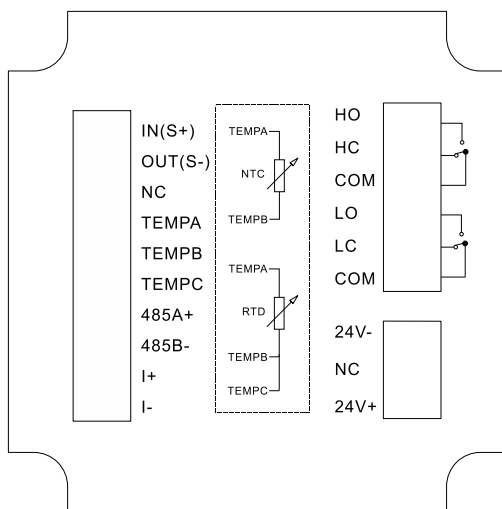 IN(S+)
OUT(S-)
NC
TEMPA
TEMPB
TEMPC
485A+
485B-
I+
I-
TEMPA
NTC
TEMPB
TEMPA
RTD
TEMPB
TEMPC
HO
HC
COM
LO
LC
COM
24V-
NC
24V+